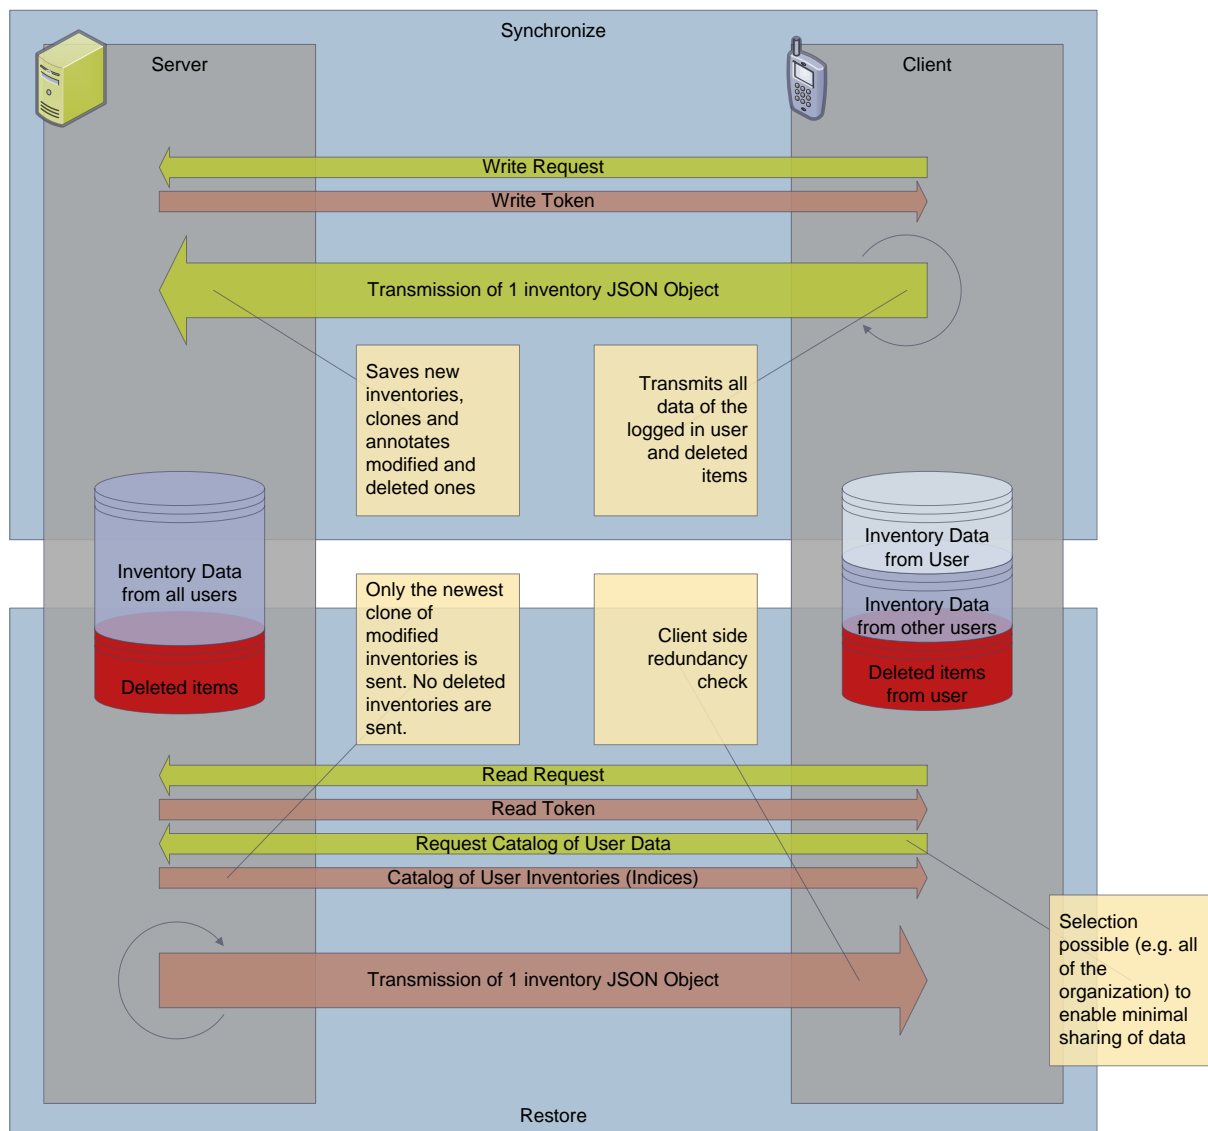 Synchronize
Server
Client
Write Request
Write Token
Transmission of 1 inventory JSON Object
Saves new
inventories,
clones and
annotates
modified and
deleted ones
Transmits all
data of the
logged in user
and deleted
items
Inventory Data
from all users
Deleted items
Inventory Data
from User
Inventory Data
from other users
Deleted items
from user
Only the newest
clone of
modified
inventories is
sent. No deleted
inventories are
sent.
Client side
redundancy
check
Read Request
Read Token
Request Catalog of User Data
Catalog of User Inventories (Indices)
Transmission of 1 inventory JSON Object
Selection
possible (e.g. all
of the
organization) to
enable minimal
sharing of data
Restore